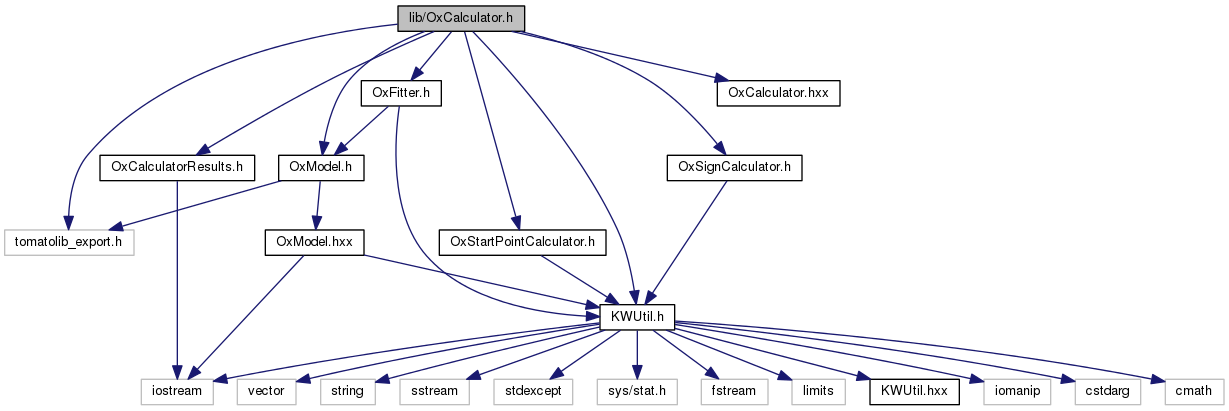 lib/OxCalculator.h
OxFitter.h
OxCalculator.hxx
OxCalculatorResults.h
OxModel.h
OxSignCalculator.h
tomatolib_export.h
OxModel.hxx
OxStartPointCalculator.h
KWUtil.h
iostream
vector
string
sstream
stdexcept
sys/stat.h
fstream
limits
KWUtil.hxx
iomanip
cstdarg
cmath